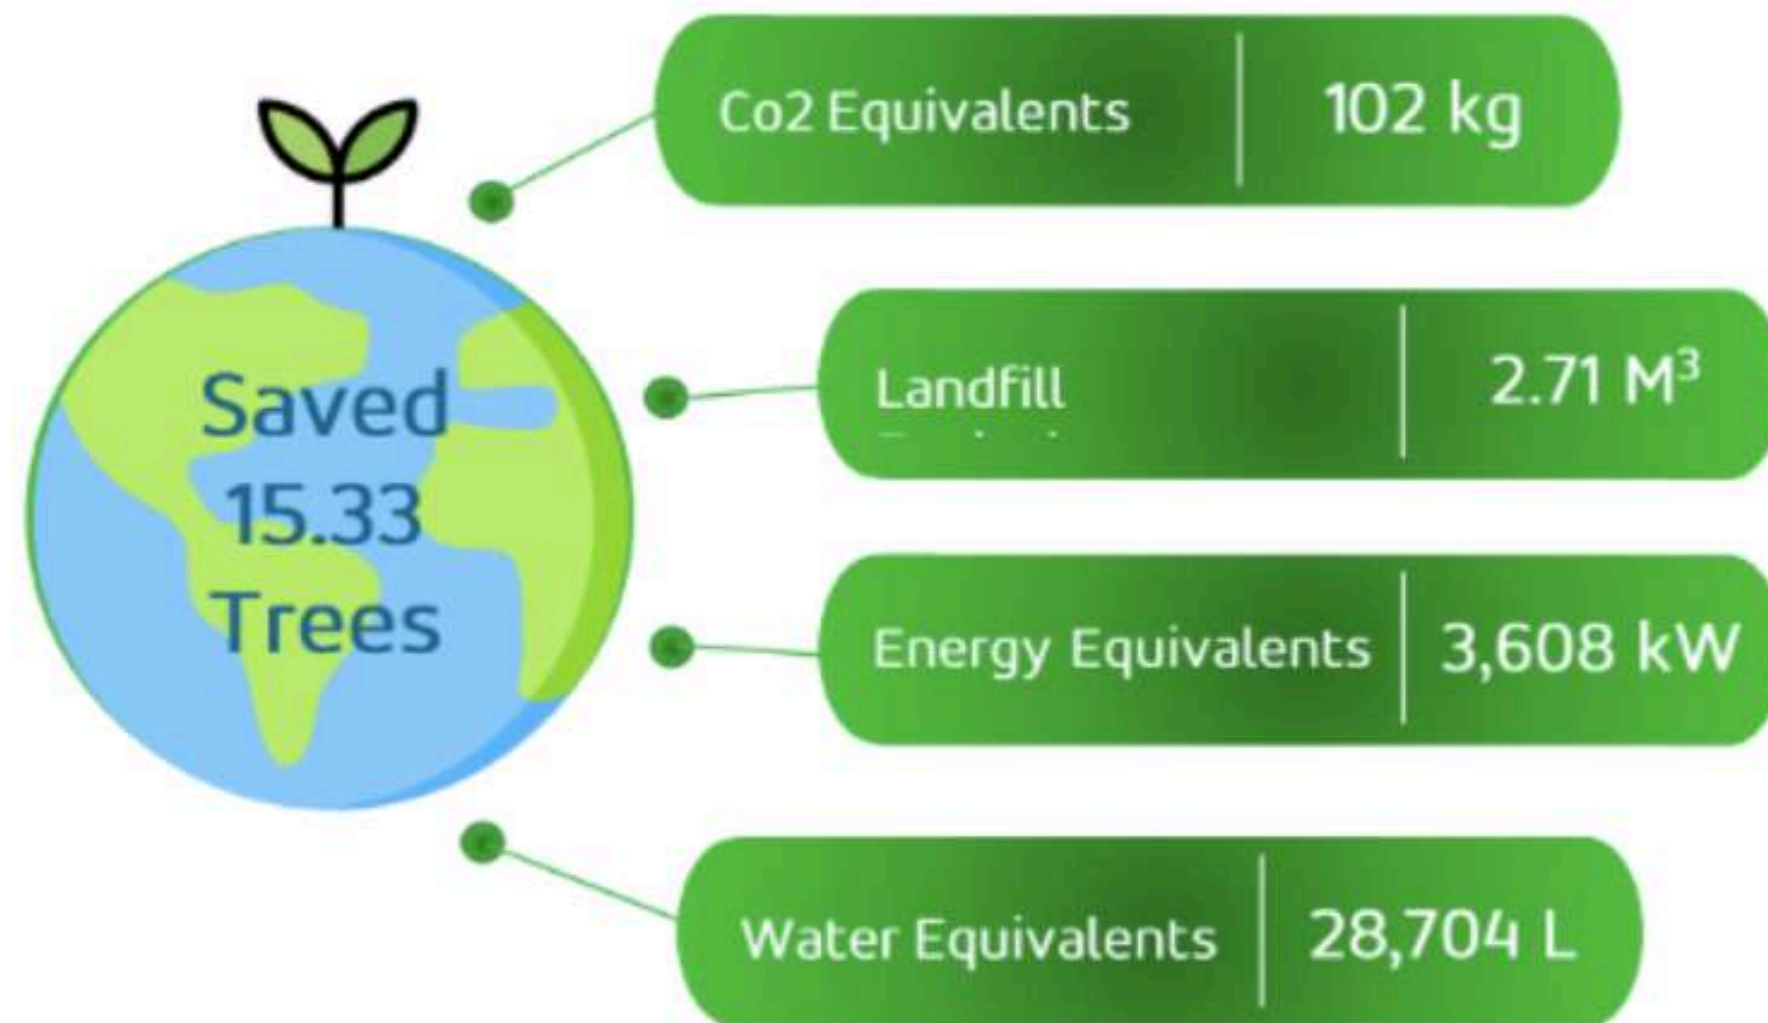 Co2 Equivalents 102 kg
Landfill 2.71 M³
Saved
15.33
Trees
Energy Equivalents 3,608 kW
Water Equivalents 28,704 L